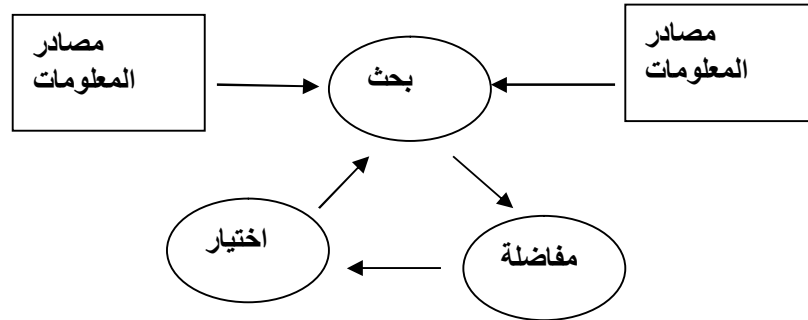 مصادر
المعلومات
بحث
مصادر
المعلومات
اختيار
مفاضلة